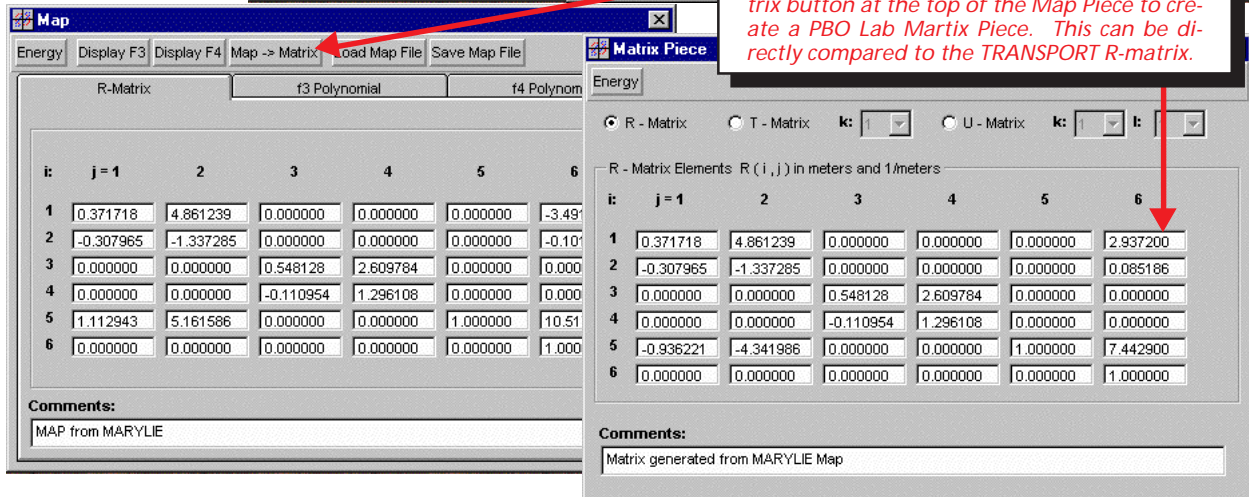 Map
Energy Display F3 Display F4 Map -> Matrix Load Map File Save Map File
R-Matrix f3 Polynomial f4 Polynom
i: j = 1 2 3 4 5 6
1 0.371718 4.861239 0.000000 0.000000 0.000000 -3.491
2 -0.307965 -1.337285 0.000000 0.000000 0.000000 -0.101
3 0.000000 0.000000 0.548128 2.609784 0.000000 0.000
4 0.000000 0.000000 -0.110954 1.296108 0.000000 0.000
5 1.112943 5.161586 0.000000 0.000000 1.000000 10.51
6 0.000000 0.000000 0.000000 0.000000 0.000000 1.000
Comments:
MAP from MARYLIE
trix button at the top of the Map Piece to cre-
ate a PBO Lab Martix Piece. This can be di-
rectly compared to the TRANSPORT R-matrix.
Matrix Piece
Energy
R - Matrix T - Matrix k: 1 U - Matrix k: 1 l:
R - Matrix Elements R ( i , j ) in meters and 1/meters
i: j = 1 2 3 4 5 6
1 0.371718 4.861239 0.000000 0.000000 0.000000 2.937200
2 -0.307965 -1.337285 0.000000 0.000000 0.000000 0.085186
3 0.000000 0.000000 0.548128 2.609784 0.000000 0.000000
4 0.000000 0.000000 -0.110954 1.296108 0.000000 0.000000
5 -0.936221 -4.341986 0.000000 0.000000 1.000000 7.442900
6 0.000000 0.000000 0.000000 0.000000 0.000000 1.000000
Comments:
Matrix generated from MARYLIE Map